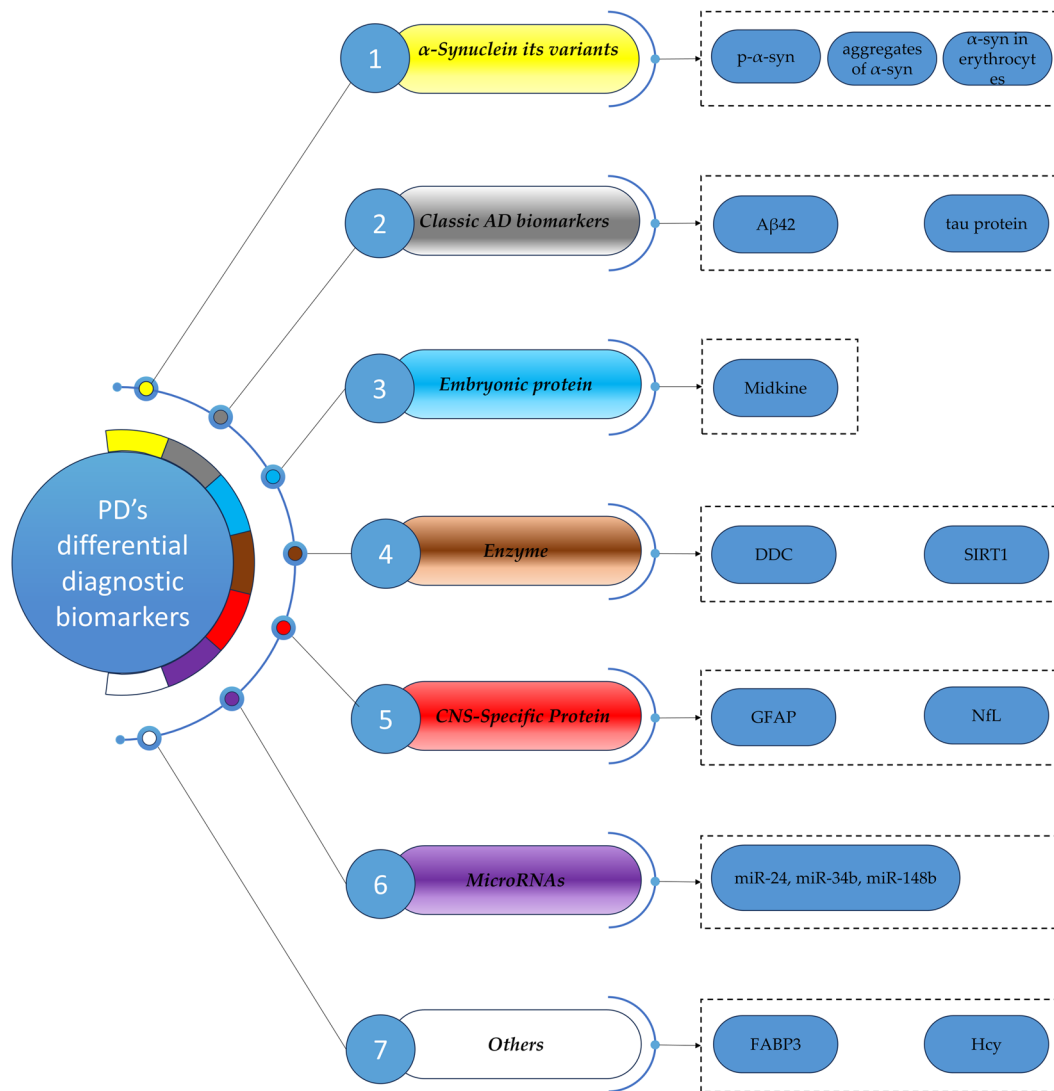 1
α-Synuclein its variants
p-α-syn
aggregates
of α-syn
α-syn in
erythrocyt
es
2
Classic AD biomarkers
Aβ42
tau protein
3
Embryonic protein
Midkine
PD’s
differential
diagnostic
biomarkers
4
Enzyme
DDC
SIRT1
5
CNS-Specific Protein
GFAP
NfL
6
MicroRNAs
miR-24, miR-34b, miR-148b
7
Others
FABP3
Hcy